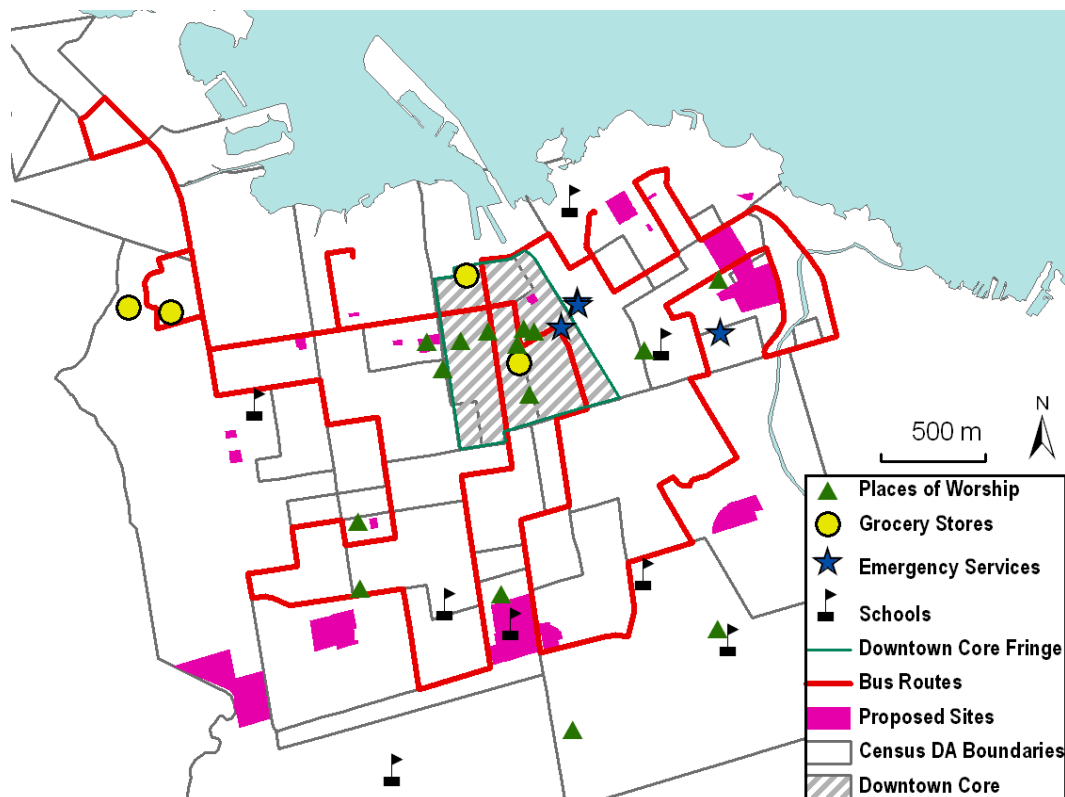 N
500 m
Places of Worship
Grocery Stores
Emergency Services
Schools
Downtown Core Fringe
Bus Routes
Proposed Sites
Census DA Boundaries
Downtown Core